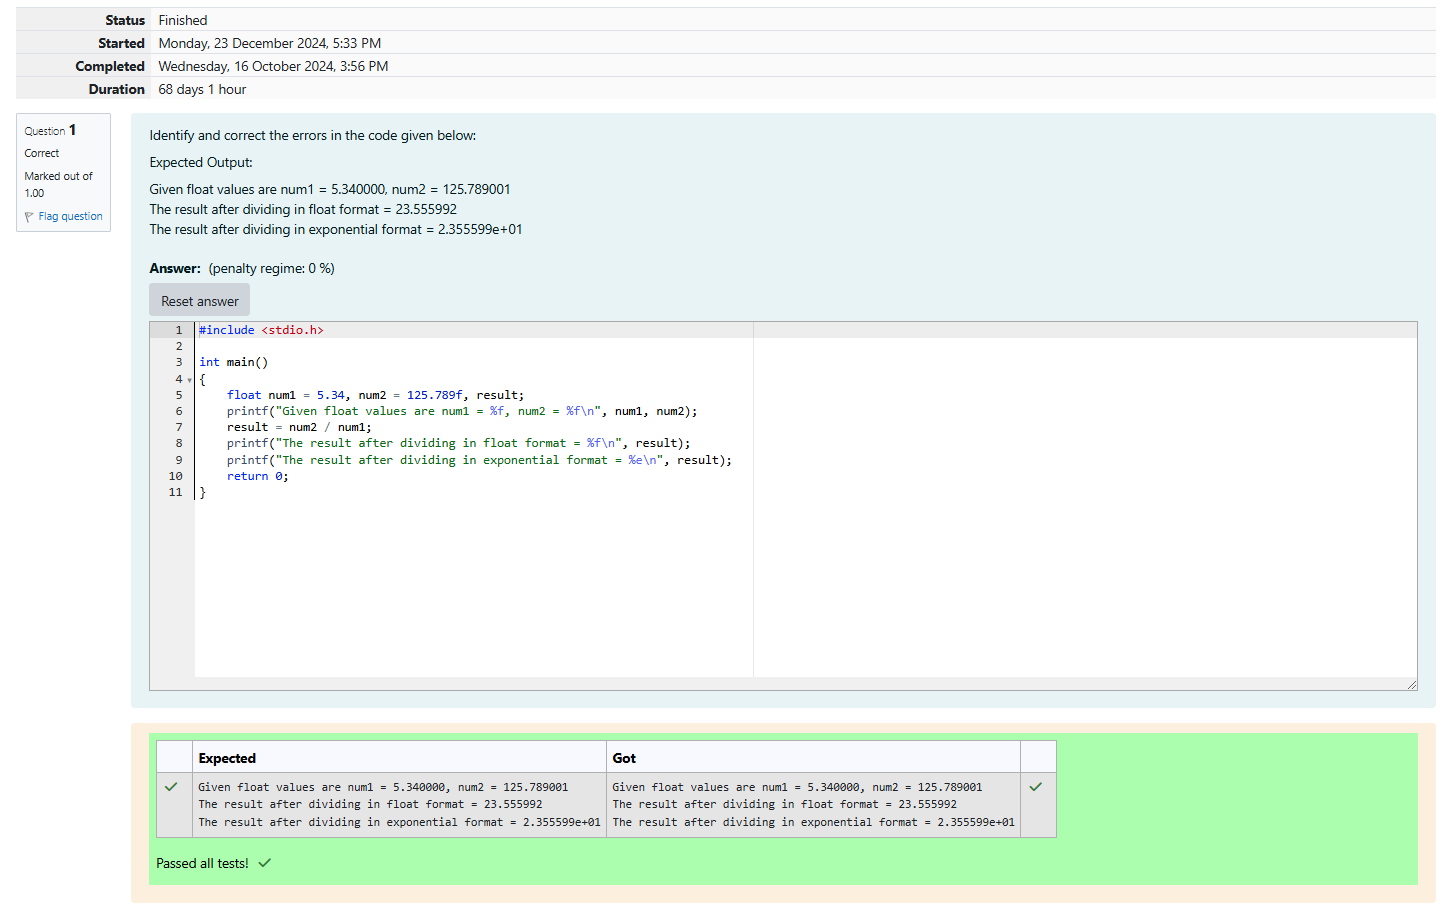 Status Finished
Started Monday, 23 December 2024, 5:33 PM
Completed Wednesday, 16 October 2024, 3:56 PM
Duration 68 days 1 hour
Question 1
Correct
Marked out of
1.00
Flag question
Identify and correct the errors in the code given below:
Expected Output:
Given float values are num1 = 5.340000, num2 = 125.789001
The result after dividing in float format = 23.555992
The result after dividing in exponential format = 2.355599e+01
Answer: (penalty regime: 0 %)
Reset answer
1 #include <stdio.h>
2
3 int main()
4 {
5 float num1 = 5.34, num2 = 125.789f, result;
6 printf("Given float values are num1 = %f, num2 = %f\n", num1, num2);
7 result = num2 / num1;
8 printf("The result after dividing in float format = %f\n", result);
9 printf("The result after dividing in exponential format = %e\n", result);
10 return 0;
11 }
Expected Got
Given float values are num1 = 5.340000, num2 = 125.789001 Given float values are num1 = 5.340000, num2 = 125.789001
The result after dividing in float format = 23.555992 The result after dividing in float format = 23.555992
The result after dividing in exponential format = 2.355599e+01 The result after dividing in exponential format = 2.355599e+01
Passed all tests!